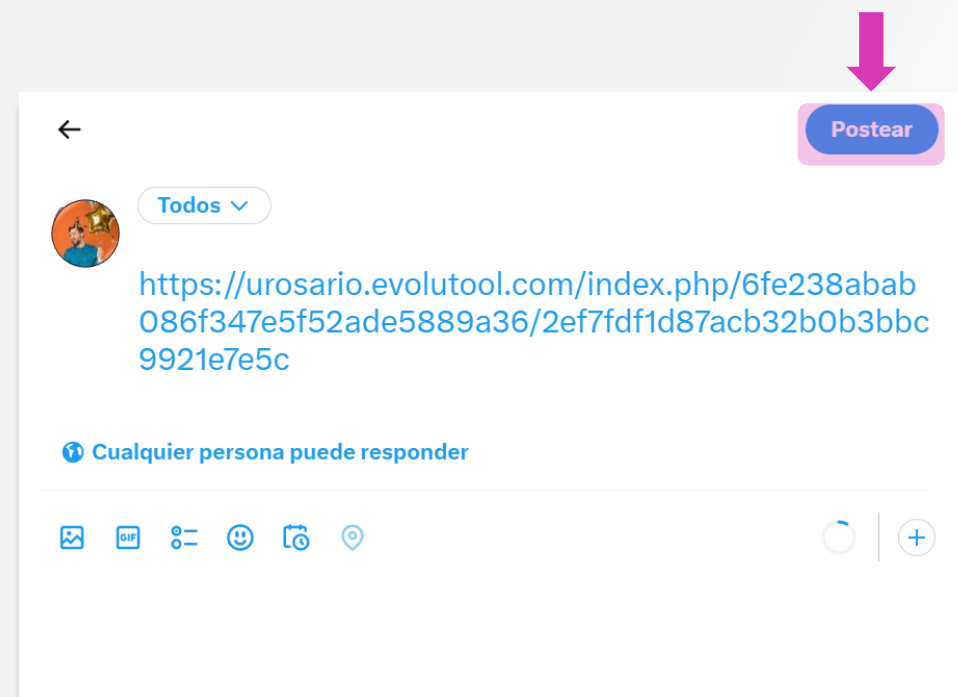 Postear
Todos
https://urosario.evolutool.com/index.php/6fe238abab
086f347e5f52ade5889a36/2ef7fdf1d87acb32b0b3bbc
9921e7e5c
Cualquier persona puede responder
GIF